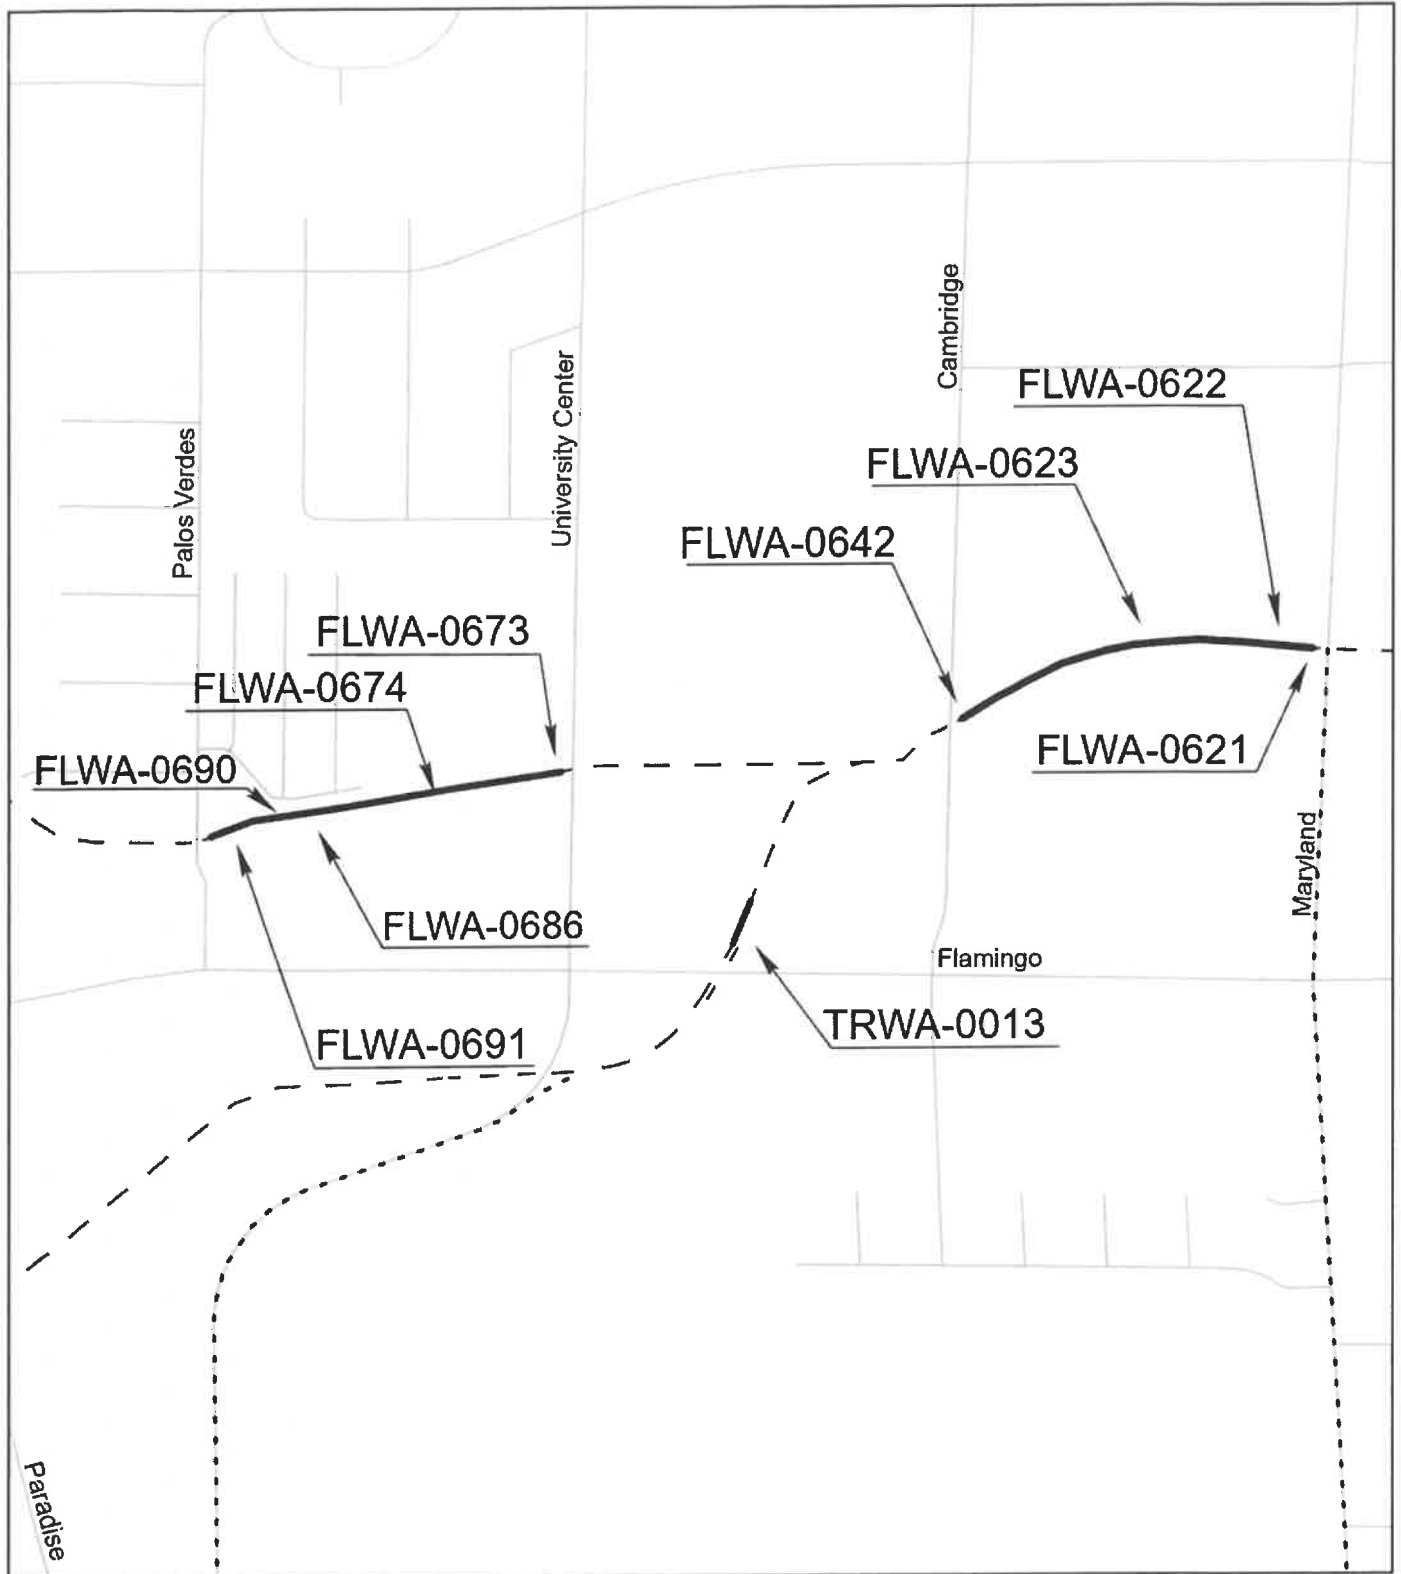 Cambridge
FLWA-0622
University Center
Palos Verdes
FLWA-0623
FLWA-0642
FLWA-0673
FLWA-0674
FLWA-0621
FLWA-0690
Maryland
FLWA-0686
Flamingo
TRWA-0013
FLWA-0691
Paradise